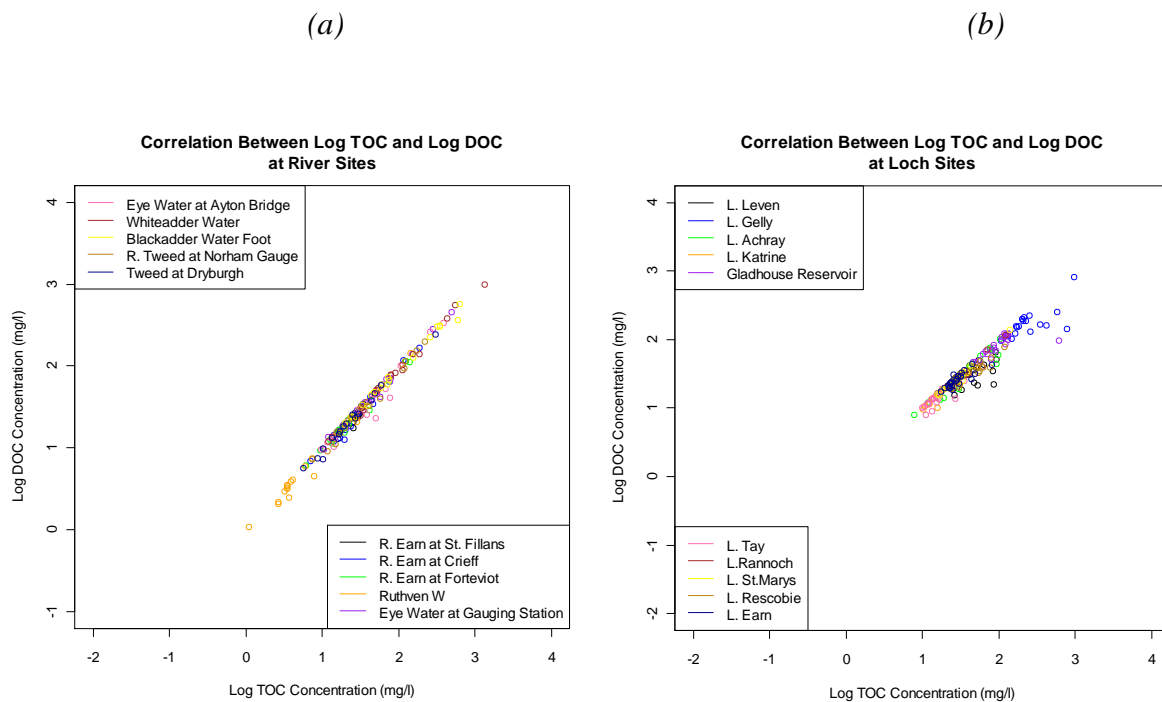 (a)
(b)
Correlation Between Log TOC and Log DOC
at River Sites
Log DOC Concentration (mg/l)
4
3
2
1
0
-1
Eye Water at Ayton Bridge
Whiteadder Water
Blackadder Water Foot
R. Tweed at Norham Gauge
Tweed at Dryburgh
R. Earn at St. Fillans
R. Earn at Crieff
R. Earn at Forteviot
Ruthven W
Eye Water at Gauging Station
-2 -1 0 1 2 3 4
Log TOC Concentration (mg/l)
Correlation Between Log TOC and Log DOC
at Loch Sites
Log DOC Concentration (mg/l)
4
3
2
1
0
-1
-2
L. Leven
L. Gelly
L. Achray
L. Katrine
Gladhouse Reservoir
L. Tay
L.Rannoch
L. St.Marys
L. Rescobie
L. Earn
-2 -1 0 1 2 3 4
Log TOC Concentration (mg/l)